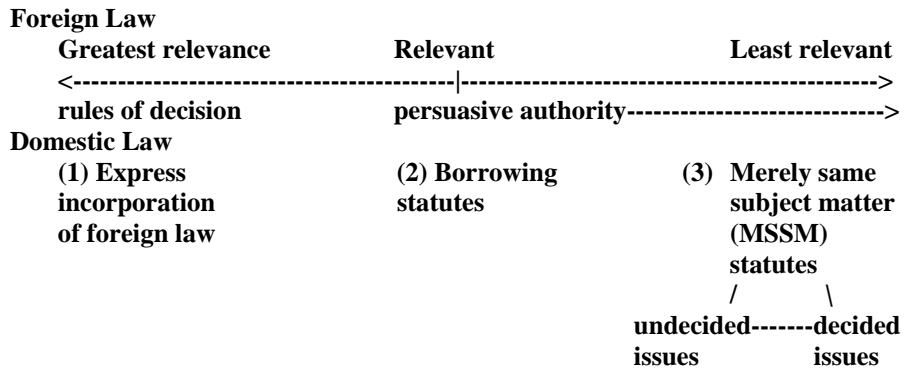 Foreign Law
Greatest relevance Relevant Least relevant
<------------------------------------------|---------------------------------------------->
rules of decision persuasive authority----------------------------->
Domestic Law
(1) Express (2) Borrowing (3) Merely same
incorporation statutes subject matter
of foreign law (MSSM)
statutes
/ \
undecided-------decided
issues issues